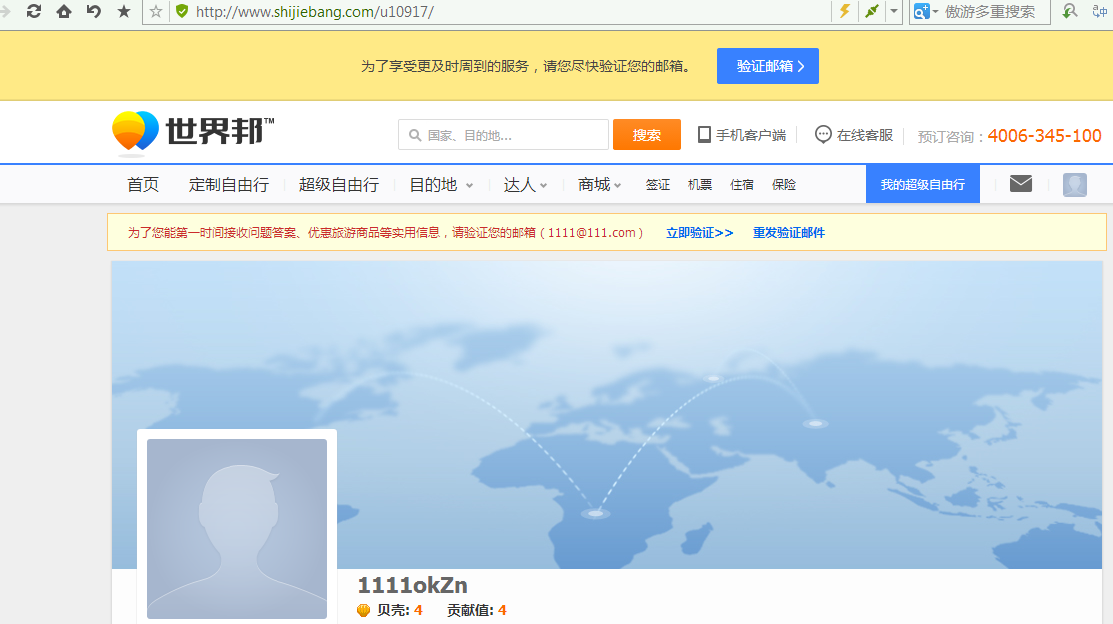 http://www.shijiebang.com/u10917/
傲游多重搜索
为了享受更及时周到的服务，请您尽快验证您的邮箱。 验证邮箱
世界邦™
国家、目的地... 搜索 手机客户端 在线客服 预订咨询：4006-345-100
首页 定制自由行 超级自由行 目的地 达人 商城 签证 机票 住宿 保险 我的超级自由行
为了您能第一时间接收问题答案、优惠旅游商品等实用信息，请验证您的邮箱（1111@111.com） 立即验证>> 重发验证邮件
1111okZn
贝壳: 4 贡献值: 4